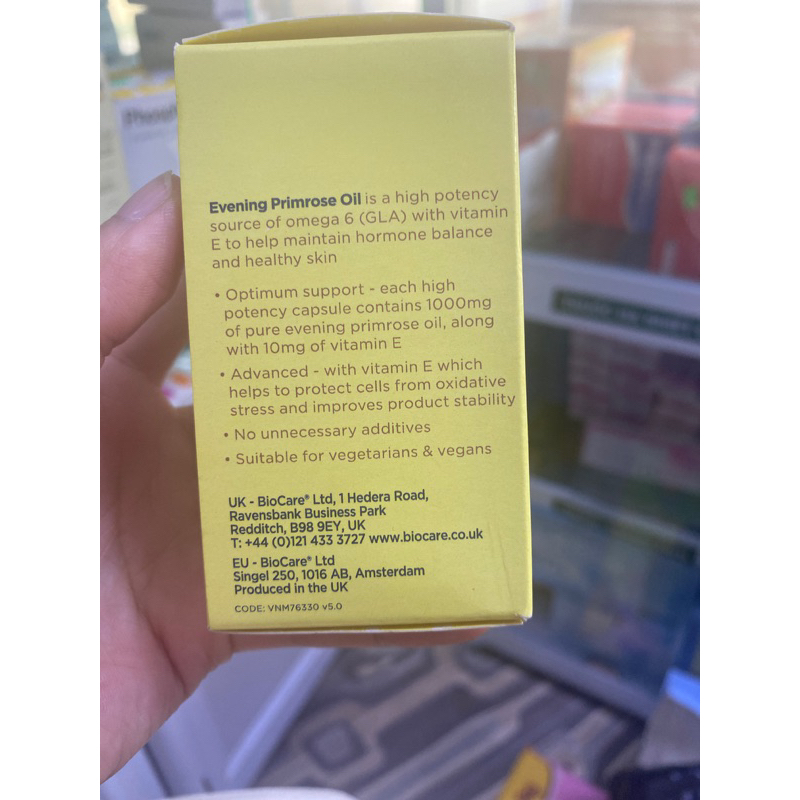 Evening Primrose Oil is a high potency
source of omega 6 (GLA) with vitamin
E to help maintain hormone balance
and healthy skin
• Optimum support - each high
potency capsule contains 1000mg
of pure evening primrose oil, along
with 10mg of vitamin E
• Advanced - with vitamin E which
helps to protect cells from oxidative
stress and improves product stability
• No unnecessary additives
• Suitable for vegetarians & vegans
UK - BioCare® Ltd, 1 Hedera Road,
Ravensbank Business Park
Redditch, B98 9EY, UK
T: +44 (0)121 433 3727 www.biocare.co.uk
EU - BioCare® Ltd
Singel 250, 1016 AB, Amsterdam
Produced in the UK
CODE: VNM76330 v5.0